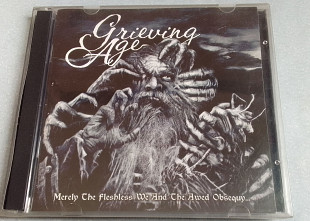 Grieving
Age
Merely The Fleshless We And The Awed Obsequy